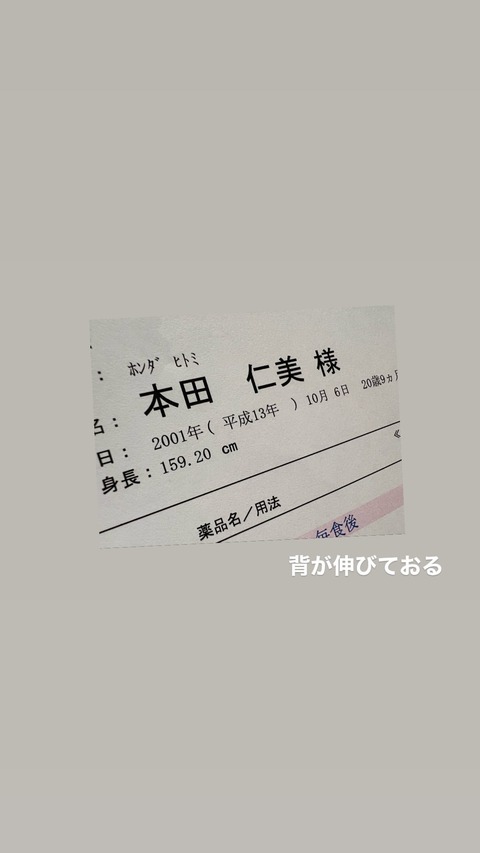 ：
ﾎﾝﾀﾞ ﾋﾄﾐ
名： 本田 仁美 様
日： 2001年( 平成13年 ) 10月 6日 20歳9ヵ月
身長：159.20 cm
薬品名／用法
毎食後
背が伸びておる